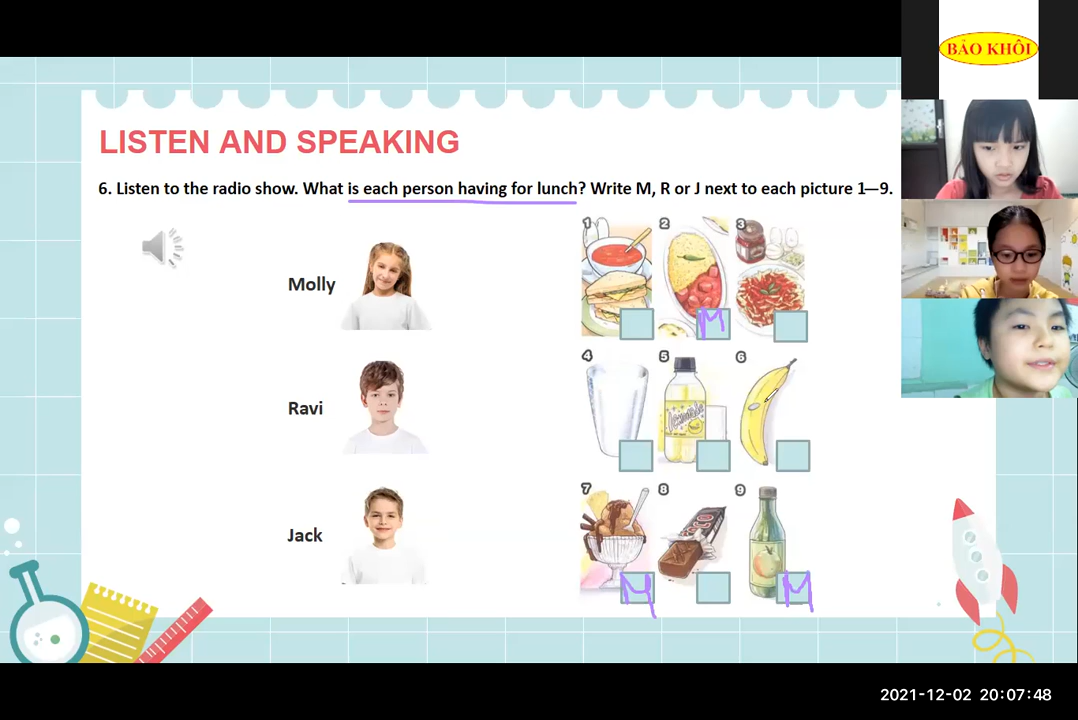 BẢO KHÔI
LISTEN AND SPEAKING
6. Listen to the radio show. What is each person having for lunch? Write M, R or J next to each picture 1—9.
Molly
Ravi
Jack
1
2
3
M
4
5
6
Lemonade
7
8
9
M
M
2021-12-02 20:07:48